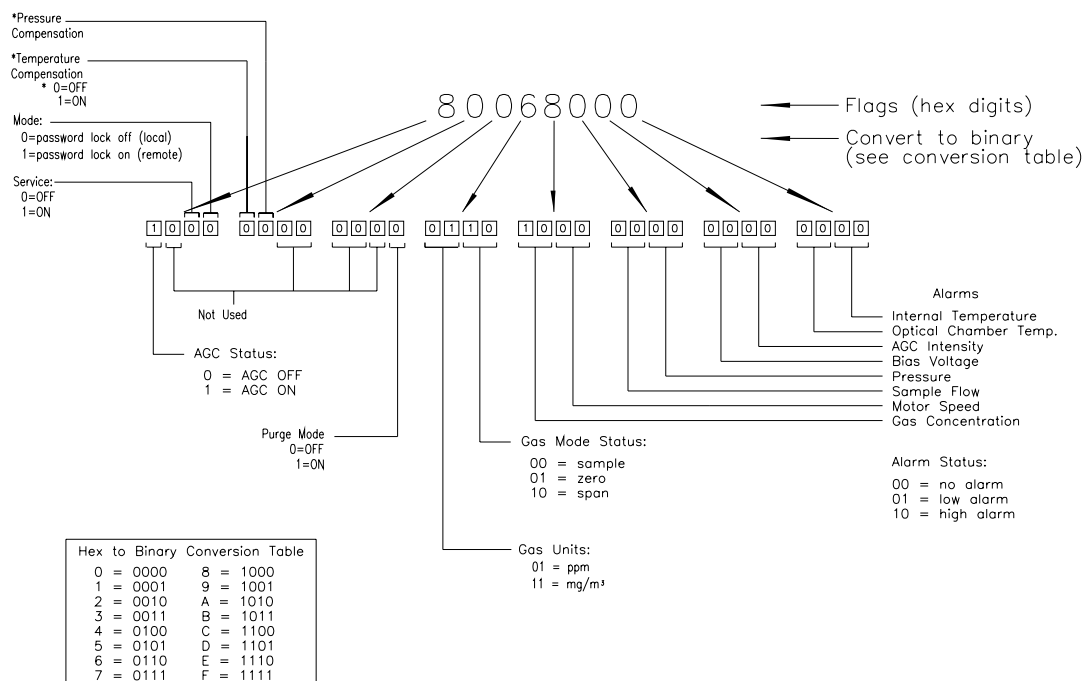 *Pressure
Compensation
*Temperature
Compensation
* 0=OFF
1=ON
Mode:
0=password lock off (local)
1=password lock on (remote)
Service:
0=OFF
1=ON
80068000
Flags (hex digits)
Convert to binary
(see conversion table)
1000 0000 0000 0110 1000 0000 0000 0000
Not Used
AGC Status:
0 = AGC OFF
1 = AGC ON
Purge Mode
0=OFF
1=ON
Gas Mode Status:
00 = sample
01 = zero
10 = span
Gas Units:
01 = ppm
11 = mg/m³
Alarms
Internal Temperature
Optical Chamber Temp.
AGC Intensity
Bias Voltage
Pressure
Sample Flow
Motor Speed
Gas Concentration
Alarm Status:
00 = no alarm
01 = low alarm
10 = high alarm
Hex to Binary Conversion Table
0 = 0000 8 = 1000
1 = 0001 9 = 1001
2 = 0010 A = 1010
3 = 0011 B = 1011
4 = 0100 C = 1100
5 = 0101 D = 1101
6 = 0110 E = 1110
7 = 0111 F = 1111